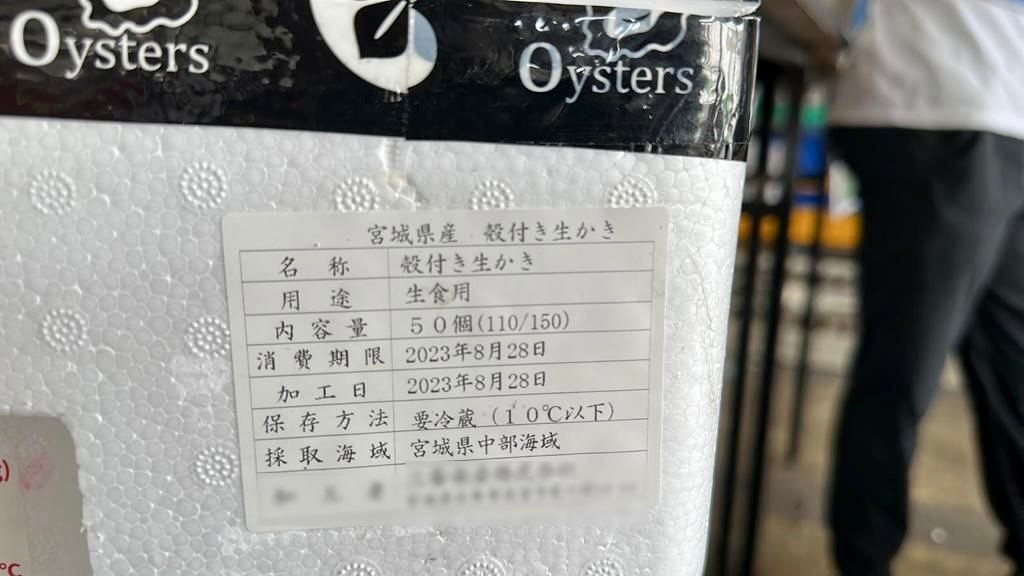 Oysters
Oysters
宮城県産 殻付き生かき
名称 殻付き生かき
用途 生食用
内容量 50個(110/150)
消費期限 2023年8月28日
加工日 2023年8月28日
保存方法 要冷蔵(10℃以下)
採取海域 宮城県中部海域
℃